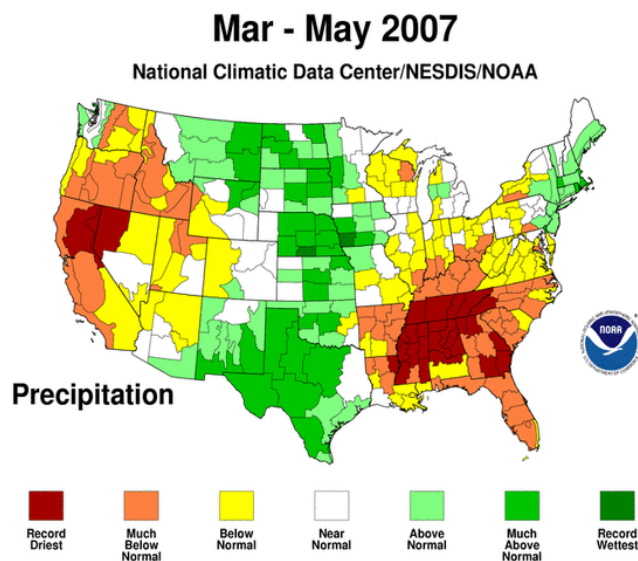 Mar - May 2007
National Climatic Data Center/NESDIS/NOAA
NOAA
Precipitation
Record
Driest
Much
Below
Normal
Below
Normal
Near
Normal
Above
Normal
Much
Above
Normal
Record
Wettest